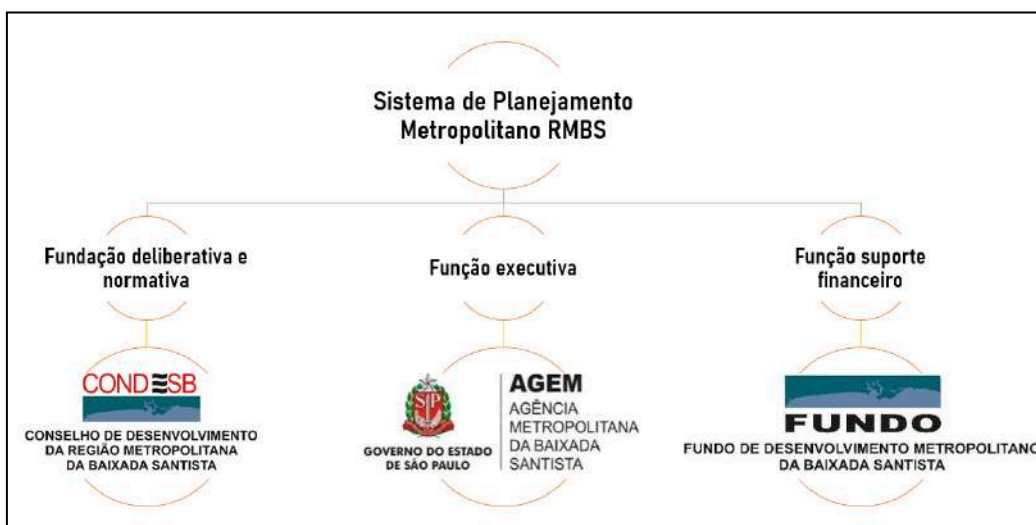 Sistema de Planejamento
Metropolitano RMBS
Fundação deliberativa e
normativa
Função executiva
Função suporte
financeiro
CONDESB
CONSELHO DE DESENVOLVIMENTO
DA REGIÃO METROPOLITANA
DA BAIXADA SANTISTA
SP
GOVERNO DO ESTADO
DE SÃO PAULO
AGEM
AGÊNCIA
METROPOLITANA
DA BAIXADA
SANTISTA
FUNDO
FUNDO DE DESENVOLVIMENTO METROPOLITANO
DA BAIXADA SANTISTA